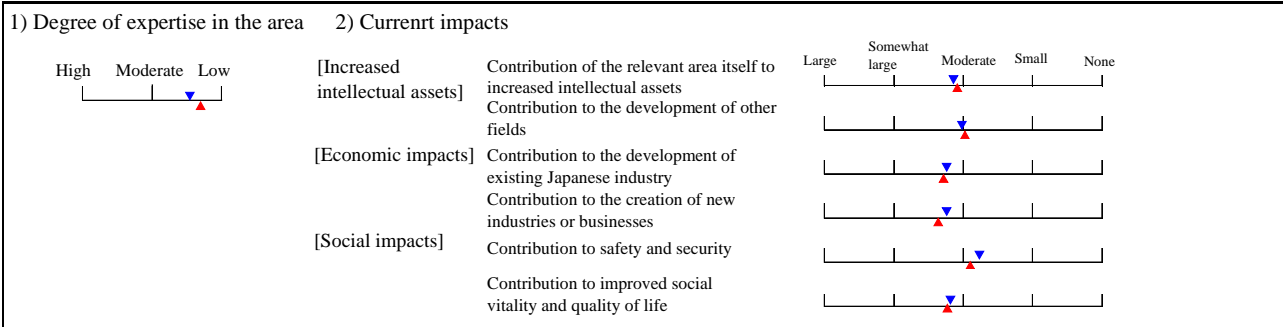 1) Degree of expertise in the area 2) Currenrt impacts
High Moderate Low
[Increased
intellectual assets]
Contribution of the relevant area itself to
increased intellectual assets
Large Somewhat
large Moderate Small None
Contribution to the development of other
fields
[Economic impacts] Contribution to the development of
existing Japanese industry
Contribution to the creation of new
industries or businesses
[Social impacts] Contribution to safety and security
Contribution to improved social
vitality and quality of life